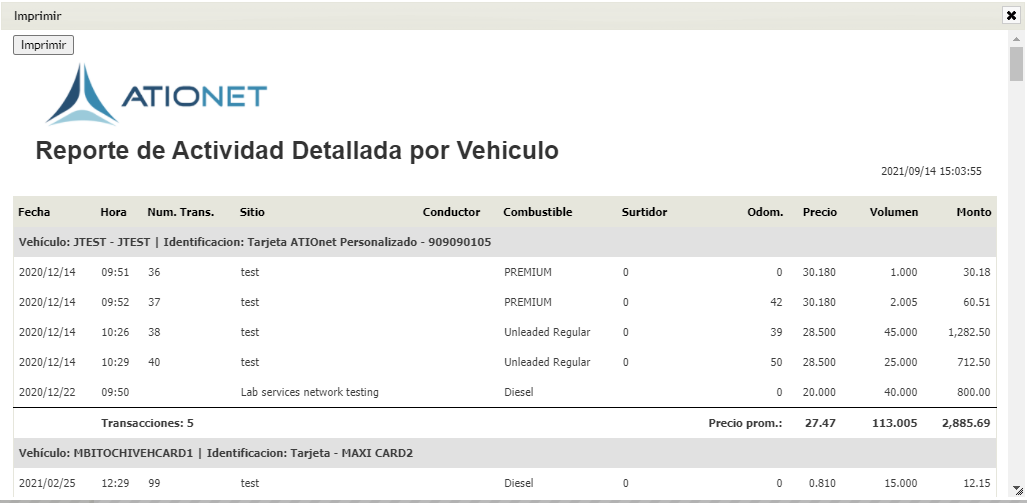 Imprimir
Imprimir
ATIONET
Reporte de Actividad Detallada por Vehiculo
2021/09/14 15:03:55
Fecha Hora Num. Trans. Sitio Conductor Combustible Surtidor Odom. Precio Volumen Monto
Vehículo: JTEST - JTEST | Identificacion: Tarjeta ATIOnet Personalizado - 909090105
2020/12/14 09:51 36 test PREMIUM 0 0 30.180 1.000 30.18
2020/12/14 09:52 37 test PREMIUM 0 42 30.180 2.005 60.51
2020/12/14 10:26 38 test Unleaded Regular 0 39 28.500 45.000 1,282.50
2020/12/14 10:29 40 test Unleaded Regular 0 50 28.500 25.000 712.50
2020/12/22 09:50 Lab services network testing Diesel 0 20.000 40.000 800.00
Transacciones: 5 Precio prom.: 27.47 113.005 2,885.69
Vehículo: MBITOCHIVEHCARD1 | Identificacion: Tarjeta - MAXI CARD2
2021/02/25 12:29 99 test Diesel 0 0 0.810 15.000 12.15